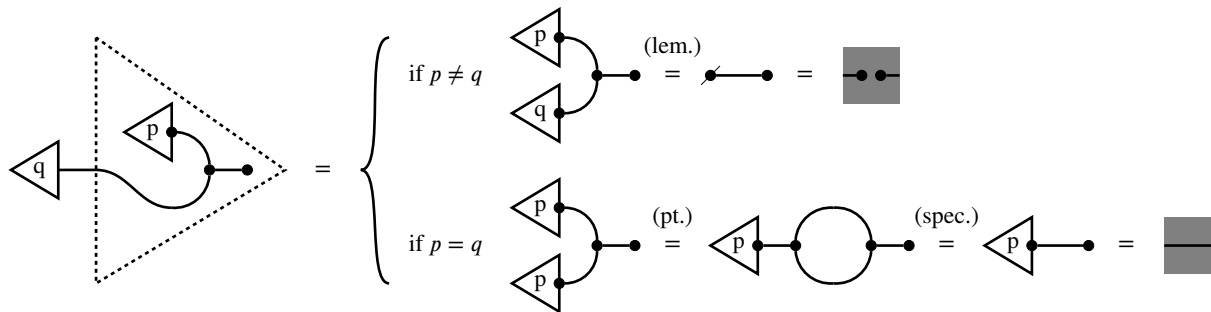 p (lem.)
if p ≠ q = =
q
p
q =
p (pt.) (spec.)
if p = q = p = p =
p